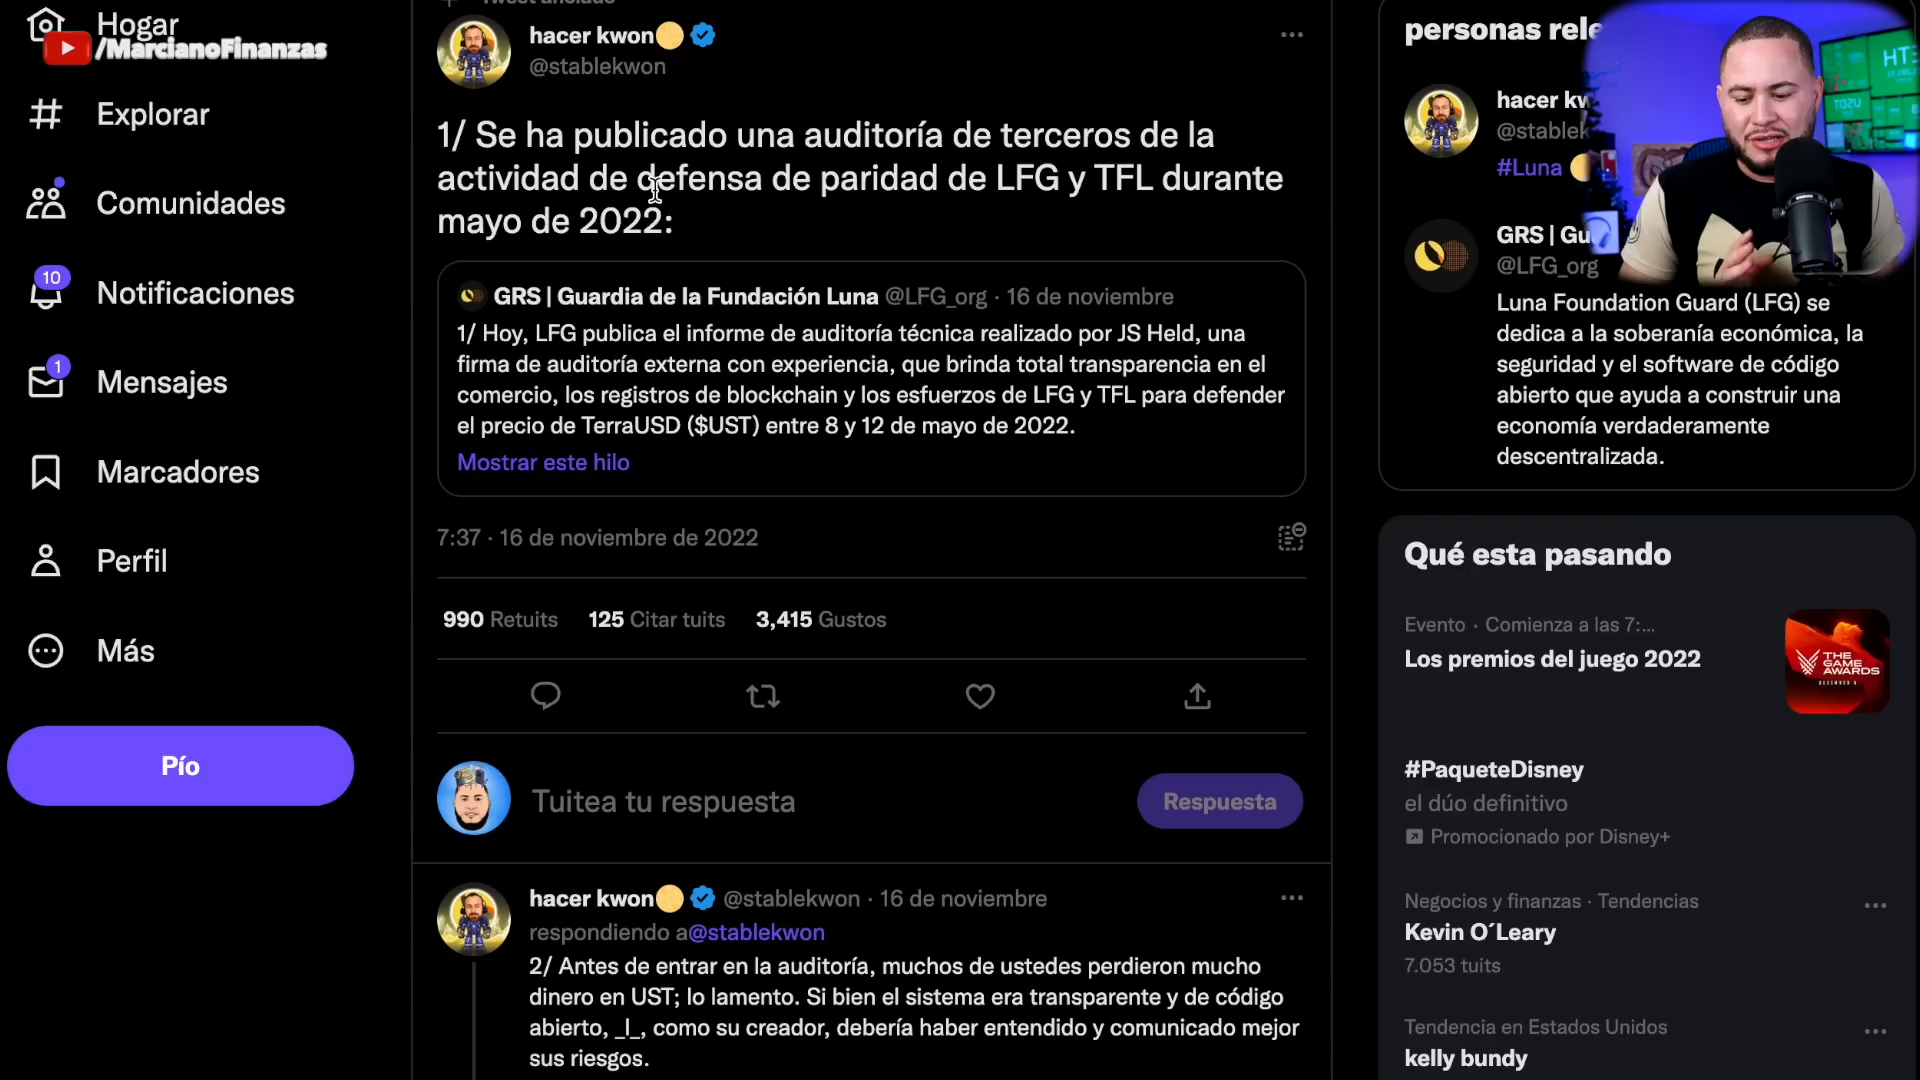 Hogar
/MarcianoFinanzas
Explorar
Comunidades
10
Notificaciones
1
Mensajes
Marcadores
Perfil
Más
Pío
hacer kwon
@stablekwon
1/ Se ha publicado una auditoría de terceros de la
actividad de defensa de paridad de LFG y TFL durante
mayo de 2022:
GRS | Guardia de la Fundación Luna @LFG_org · 16 de noviembre
1/ Hoy, LFG publica el informe de auditoría técnica realizado por JS Held, una
firma de auditoría externa con experiencia, que brinda total transparencia en el
comercio, los registros de blockchain y los esfuerzos de LFG y TFL para defender
el precio de TerraUSD ($UST) entre 8 y 12 de mayo de 2022.
Mostrar este hilo
7:37 · 16 de noviembre de 2022
990 Retuits 125 Citar tuits 3,415 Gustos
Tuitea tu respuesta
Respuesta
hacer kwon @stablekwon · 16 de noviembre
respondiendo a@stablekwon
2/ Antes de entrar en la auditoría, muchos de ustedes perdieron mucho
dinero en UST; lo lamento. Si bien el sistema era transparente y de código
abierto, _I_, como su creador, debería haber entendido y comunicado mejor
sus riesgos.
personas rele
hacer kw
@stablek
#Luna
GRS | Gu
@LFG_org
Luna Foundation Guard (LFG) se
dedica a la soberanía económica, la
seguridad y el software de código
abierto que ayuda a construir una
economía verdaderamente
descentralizada.
HT
USDT
Qué esta pasando
Evento · Comienza a las 7:...
Los premios del juego 2022
THE
GAME
AWARDS
#PaqueteDisney
el dúo definitivo
Promocionado por Disney+
Negocios y finanzas · Tendencias
Kevin O´Leary
7.053 tuits
Tendencia en Estados Unidos
kelly bundy